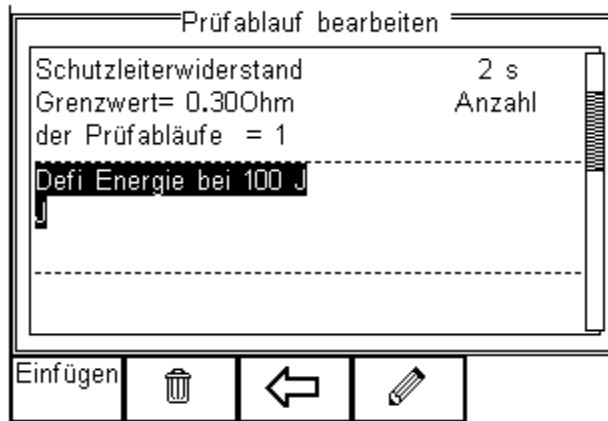 Prüfablauf bearbeiten
Schutzleiterwiderstand 2 s
Grenzwert= 0.30Ohm Anzahl
der Prüfabläufe = 1
Defi Energie bei 100 J
J
Einfügen